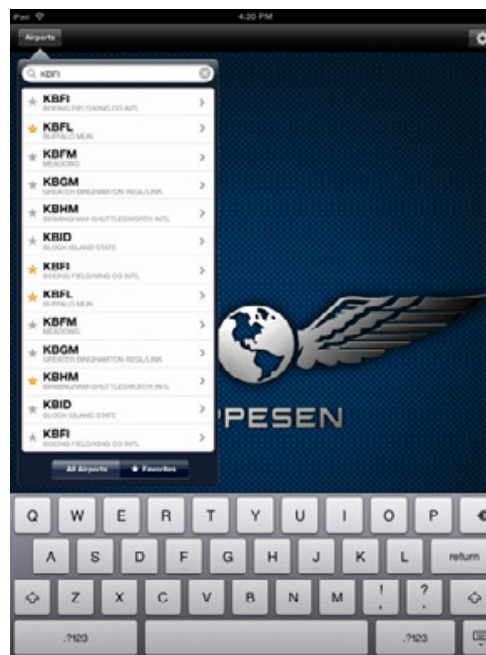 iPad 4:20 PM
Airports
KBFI
KBFI
BOEING FIELD/KING CO INTL
KBFL
BUFFALO MUN
KBFM
MEADOWS
KBGM
GREATER BINGHAMTON REGL/LINK
KBHM
BIRMINGHAM-SHUTTLESWORTH INTL
KBID
BLOCK ISLAND STATE
KBFI
BOEING FIELD/KING CO INTL
KBFL
BUFFALO MUN
KBFM
MEADOWS
KBGM
GREATER BINGHAMTON REGL/LINK
KBHM
BIRMINGHAM-SHUTTLESWORTH INTL
KBID
BLOCK ISLAND STATE
KBFI
BOEING FIELD/KING CO INTL
PPESEN
All Airports ★ Favorites
Q W E R T Y U I O P
A S D F G H J K L return
Z X C V B N M ! , ? .
.?123 .?123